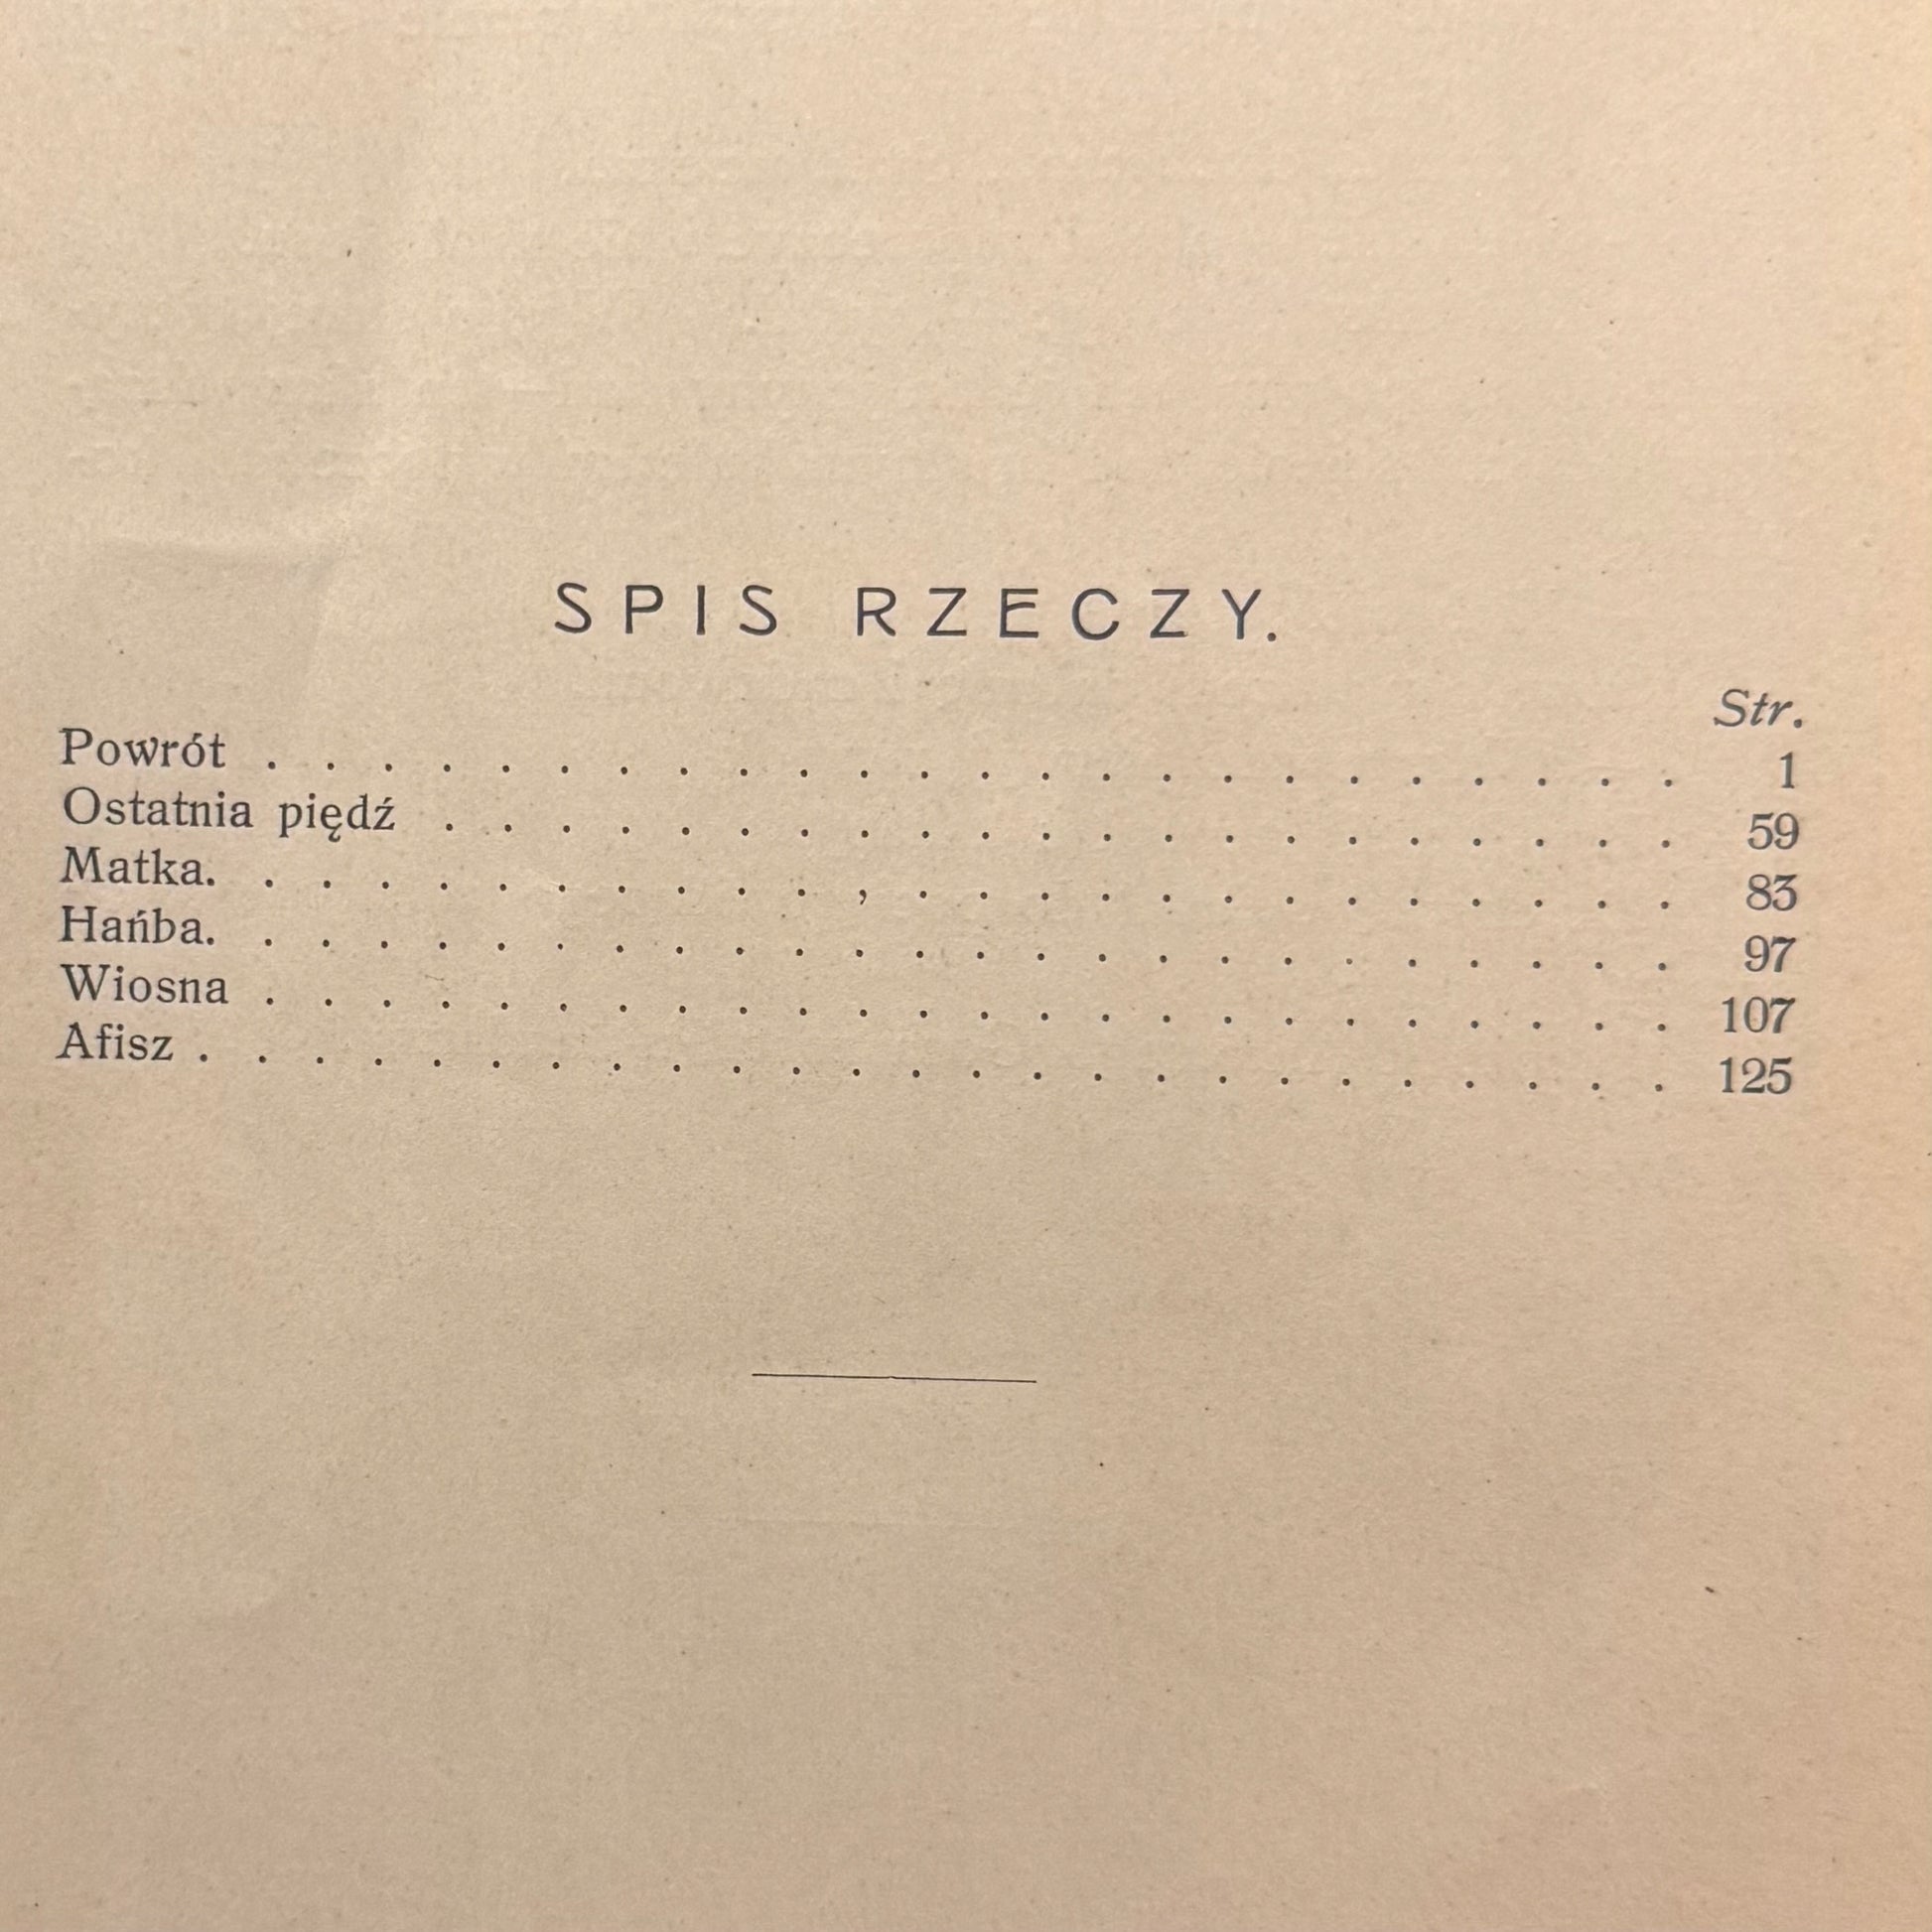 SPIS RZECZY.
Str.
Powrót . . . . . . . . . . . . . . . . . . . . . . . . 1
Ostatnia piędź . . . . . . . . . . . . . . . . . . . . . 59
Matka. . . . . . . . . . . , . . . . . . . . . . . . . . 83
Hańba. . . . . . . . . . . . . . . . . . . . . . . . . 97
Wiosna . . . . . . . . . . . . . . . . . . . . . . . . 107
Afisz . . . . . . . . . . . . . . . . . . . . . . . . . 125